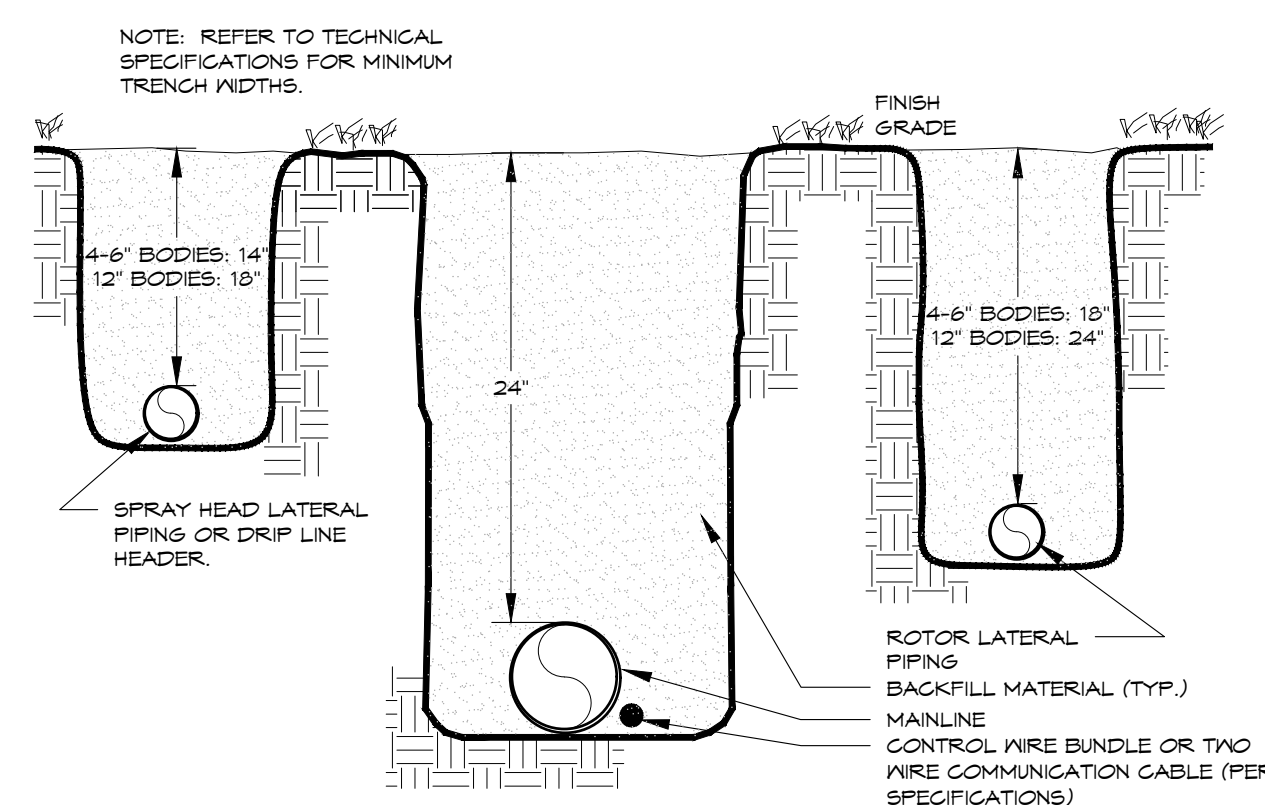 NOTE: REFER TO TECHNICAL
SPECIFICATIONS FOR MINIMUM
TRENCH WIDTHS.
FINISH
GRADE
4-6" BODIES: 14"
12" BODIES: 18"
24"
4-6" BODIES: 18"
12" BODIES: 24"
SPRAY HEAD LATERAL
PIPING OR DRIP LINE
HEADER.
ROTOR LATERAL
PIPING
BACKFILL MATERIAL (TYP.)
MAINLINE
CONTROL WIRE BUNDLE OR TWO
WIRE COMMUNICATION CABLE (PER
SPECIFICATIONS)